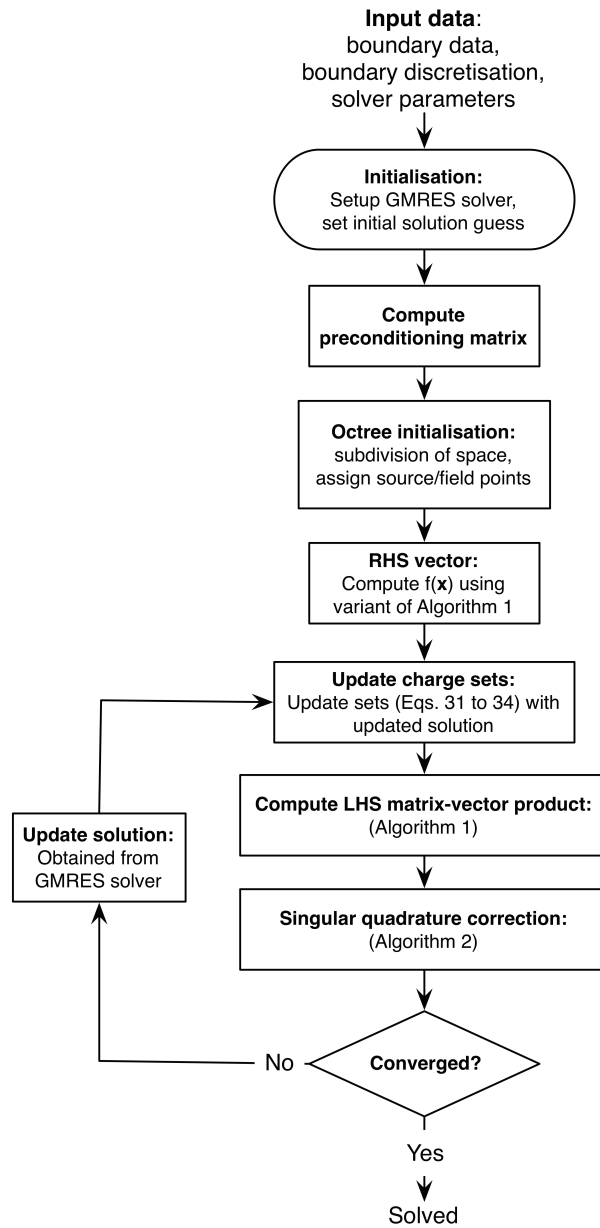 Input data:
boundary data,
boundary discretisation,
solver parameters
Initialisation:
Setup GMRES solver,
set initial solution guess
Compute
preconditioning matrix
Octree initialisation:
subdivision of space,
assign source/field points
RHS vector:
Compute f(x) using
variant of Algorithm 1
Update charge sets:
Update sets (Eqs. 31 to 34) with
updated solution
Compute LHS matrix-vector product:
(Algorithm 1)
Update solution:
Obtained from
GMRES solver
Singular quadrature correction:
(Algorithm 2)
Converged?
No
Yes
Solved